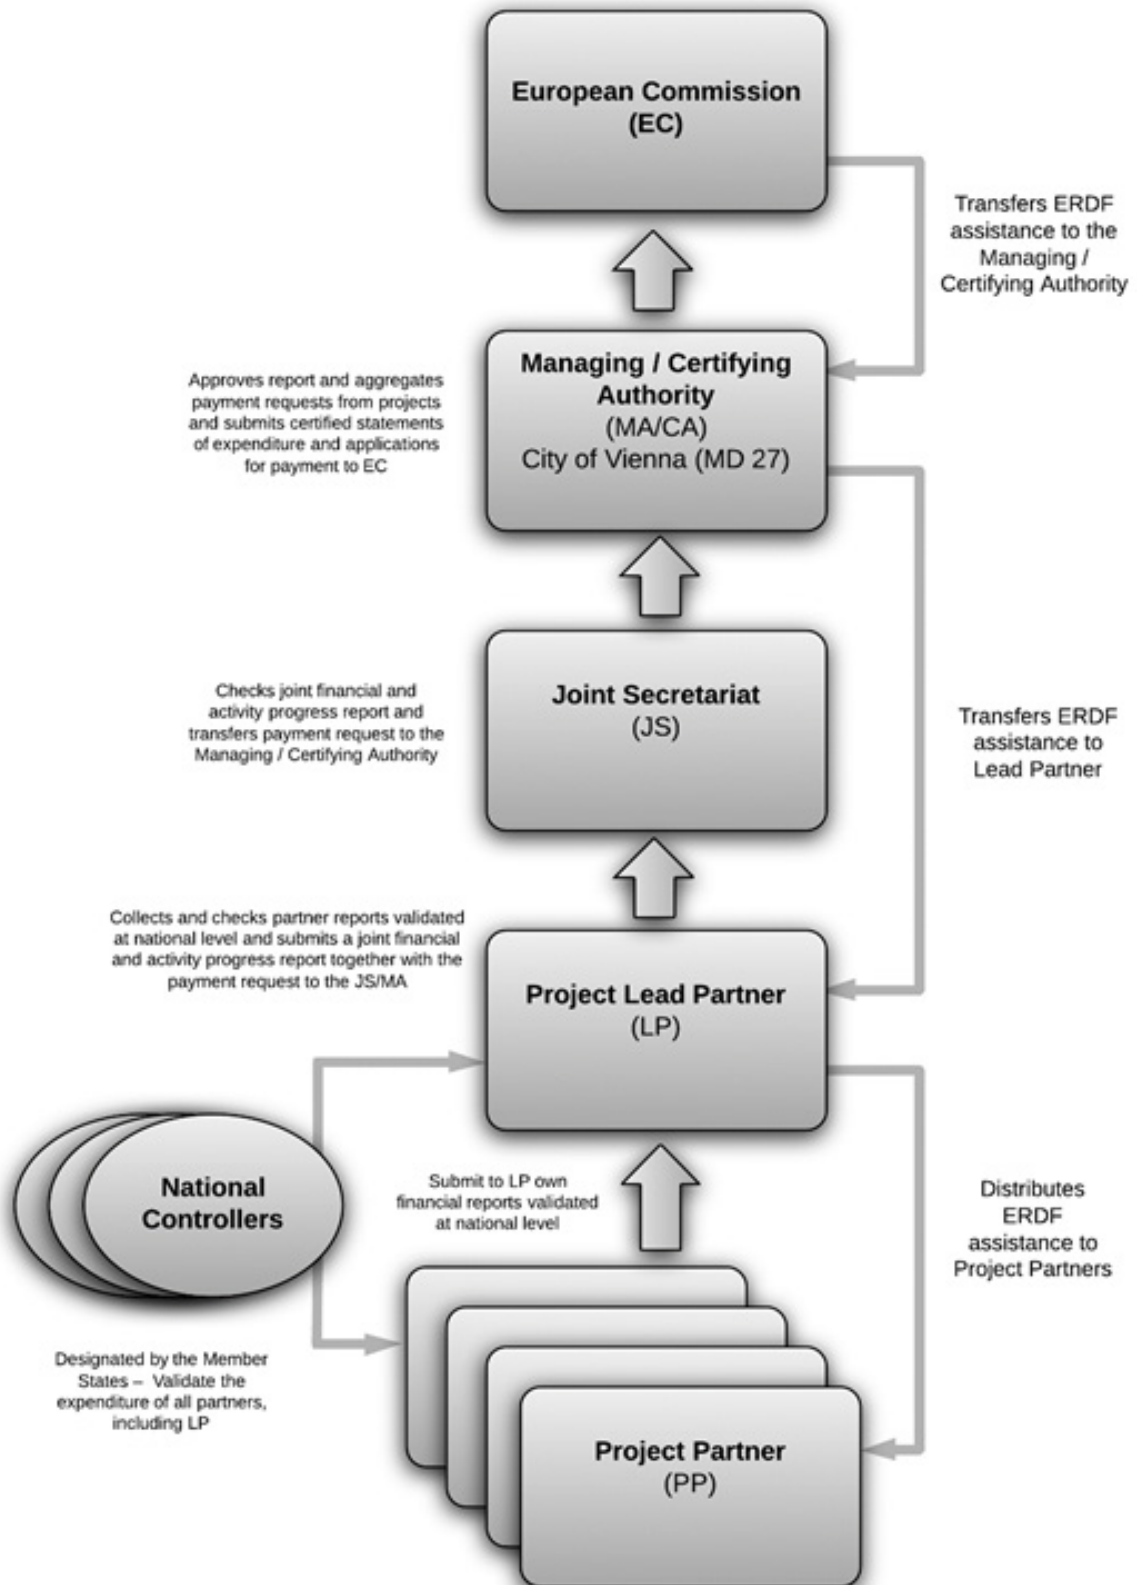 European Commission
(EC)
Transfers ERDF
assistance to the
Managing /
Certifying Authority
Managing / Certifying
Authority
(MA/CA)
City of Vienna (MD 27)
Approves report and aggregates
payment requests from projects
and submits certified statements
of expenditure and applications
for payment to EC
Joint Secretariat
(JS)
Checks joint financial and
activity progress report and
transfers payment request to the
Managing / Certifying Authority
Transfers ERDF
assistance to
Lead Partner
Collects and checks partner reports validated
at national level and submits a joint financial
and activity progress report together with the
payment request to the JS/MA
Project Lead Partner
(LP)
National
Controllers
Submit to LP own
financial reports validated
at national level
Distributes
ERDF
assistance to
Project Partners
Designated by the Member
States – Validate the
expenditure of all partners,
including LP
Project Partner
(PP)